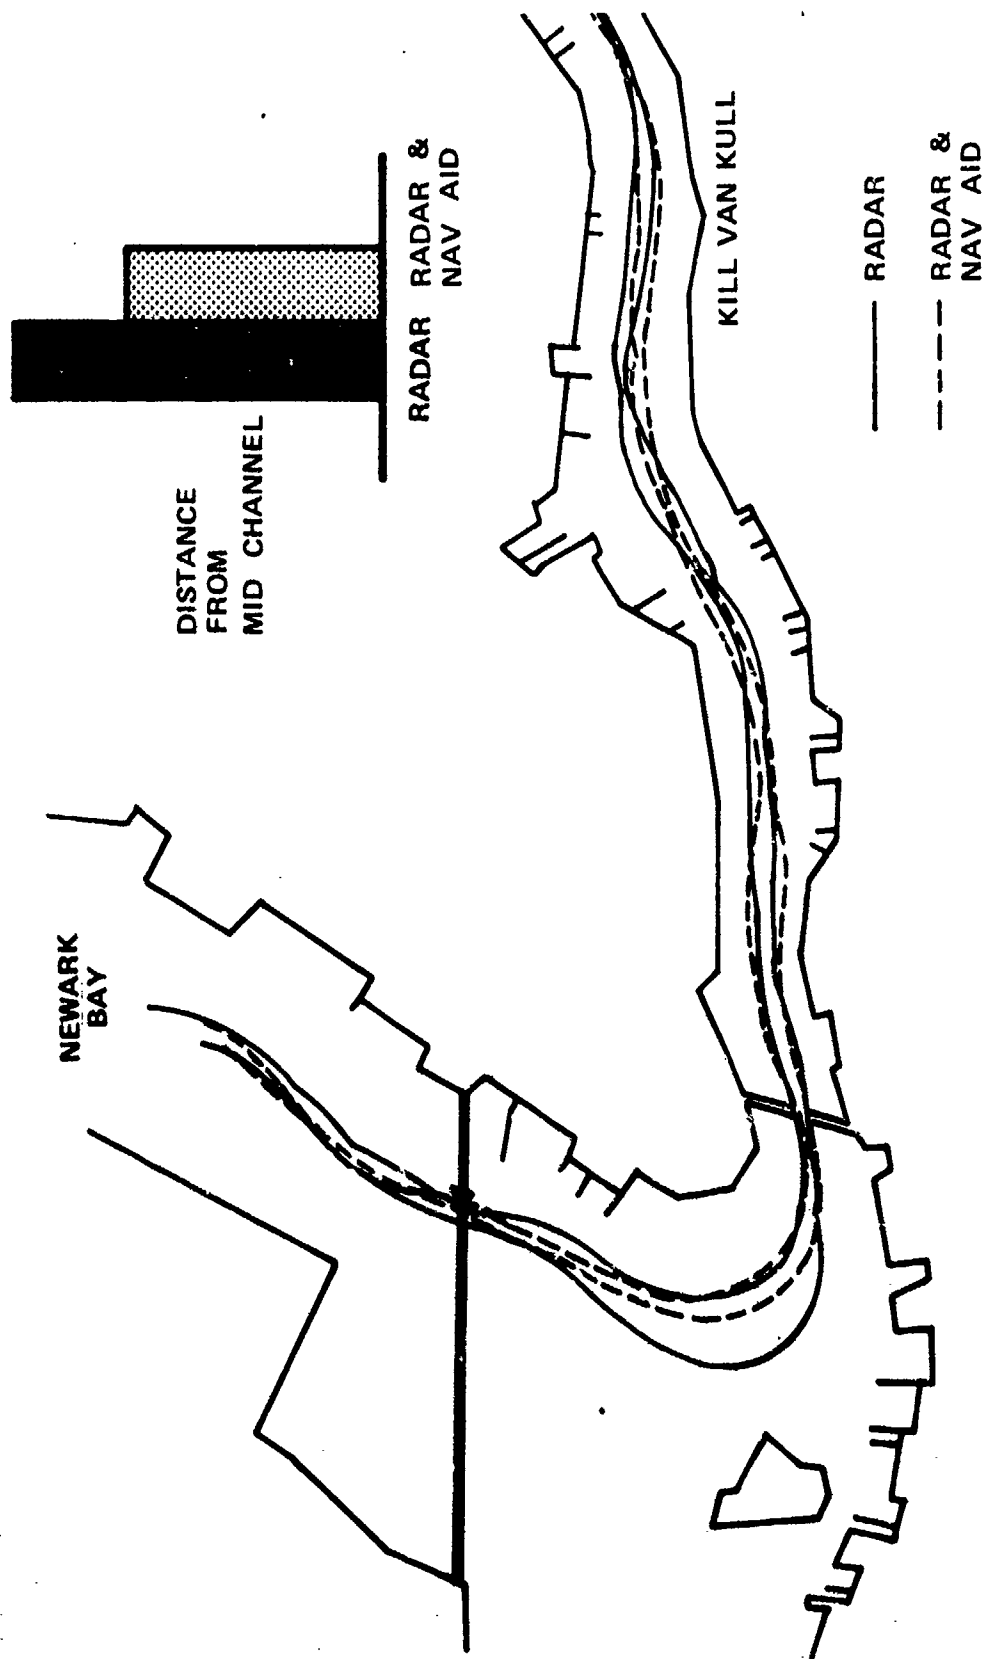 NEWARK
BAY
DISTANCE
FROM
MID CHANNEL
RADAR
RADAR &
NAV AID
KILL VAN KULL
RADAR
RADAR &
NAV AID